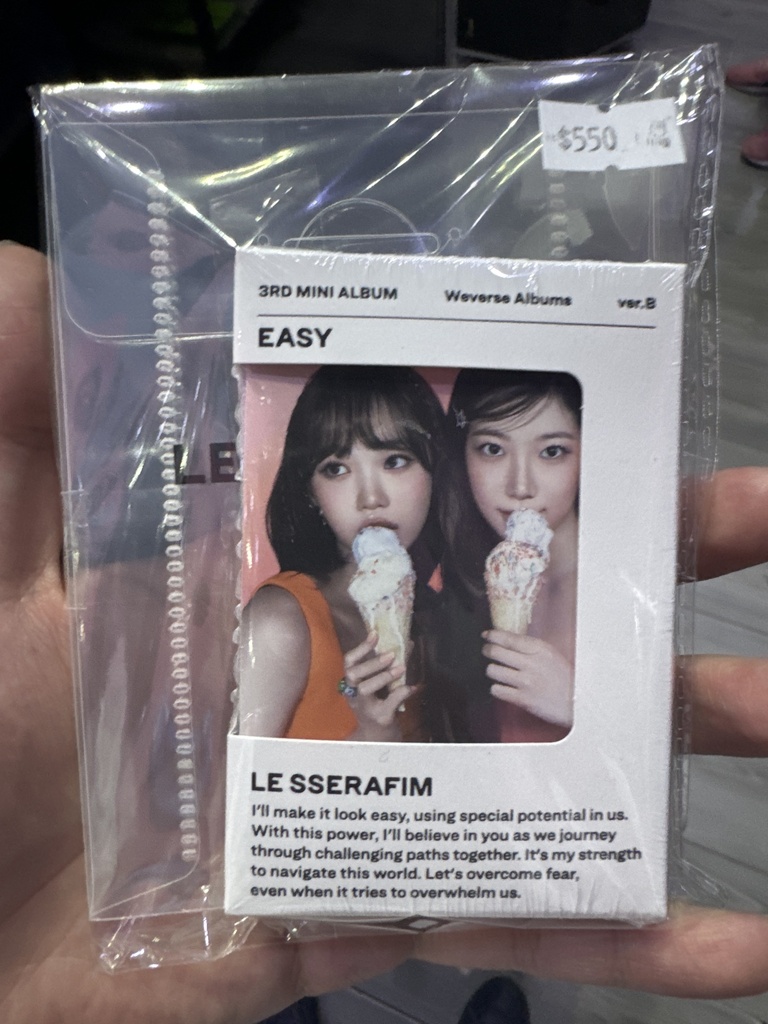 $550
3RD MINI ALBUM Weverse Albums ver.B
EASY
LE
LE SSERAFIM
I'll make it look easy, using special potential in us.
With this power, I'll believe in you as we journey
through challenging paths together. It's my strength
to navigate this world. Let's overcome fear,
even when it tries to overwhelm us.